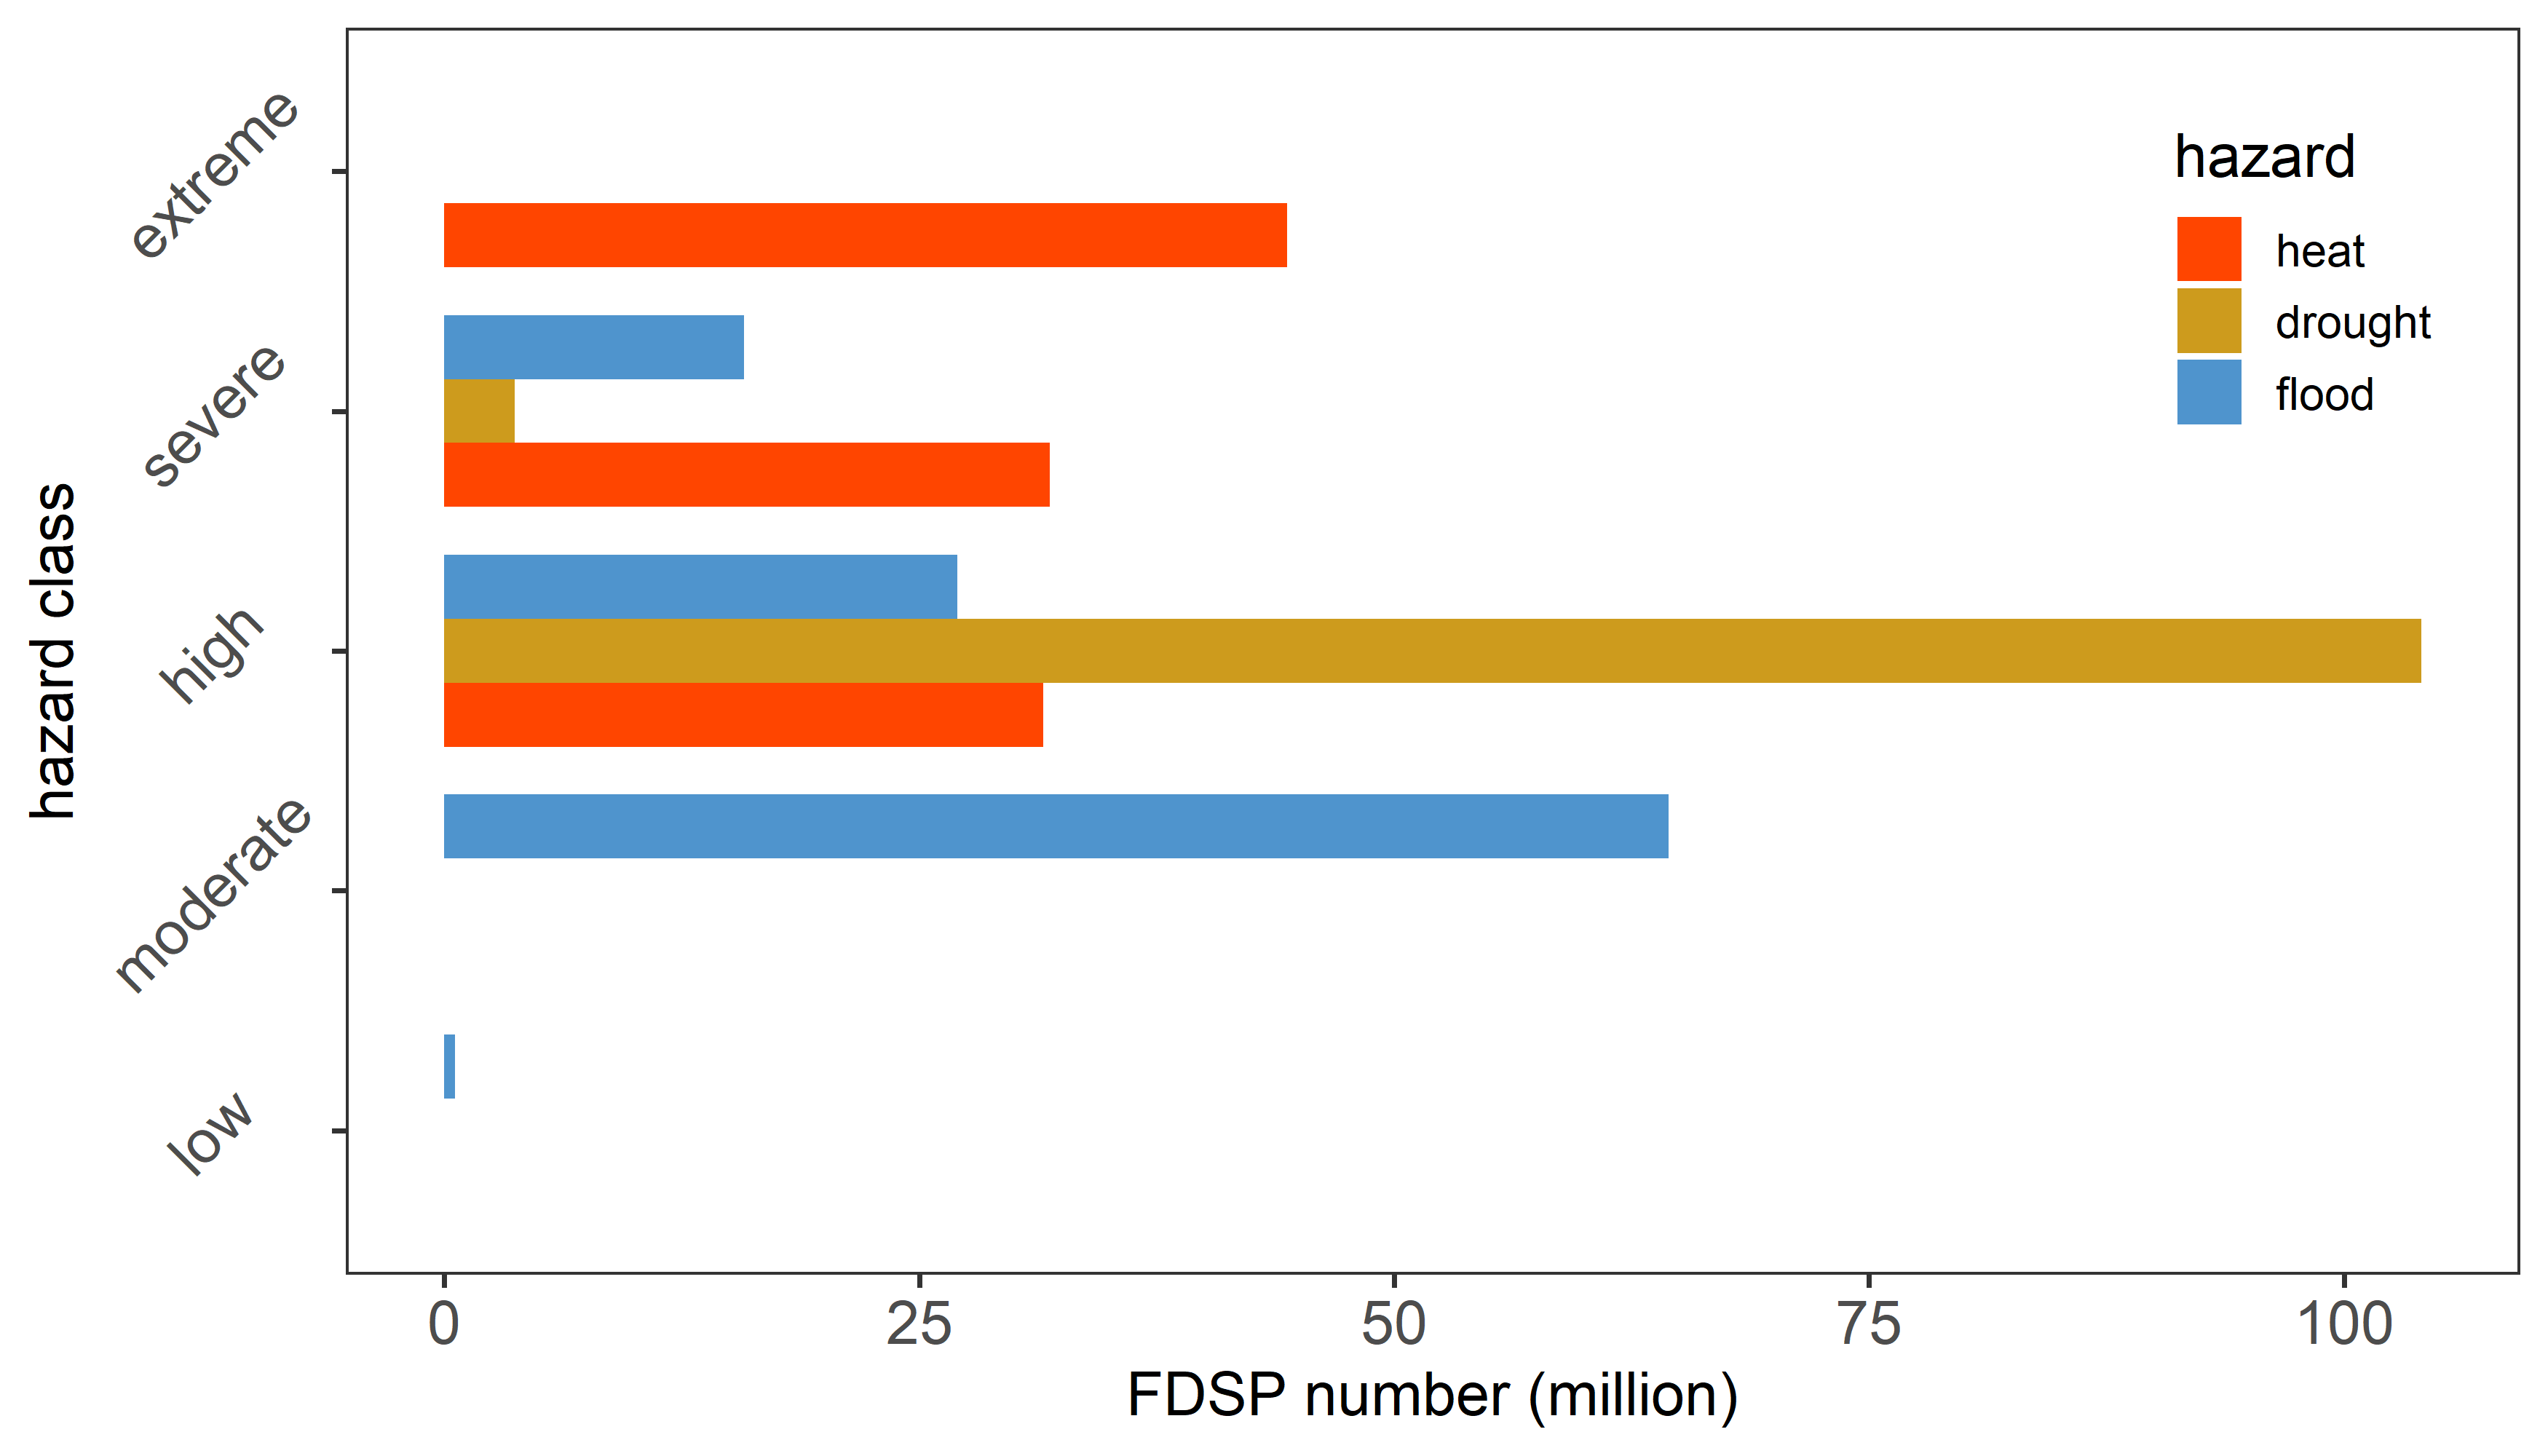 hazard class
extreme
severe
high
moderate
low
hazard
heat
drought
flood
0 25 50 75 100
FDSP number (million)